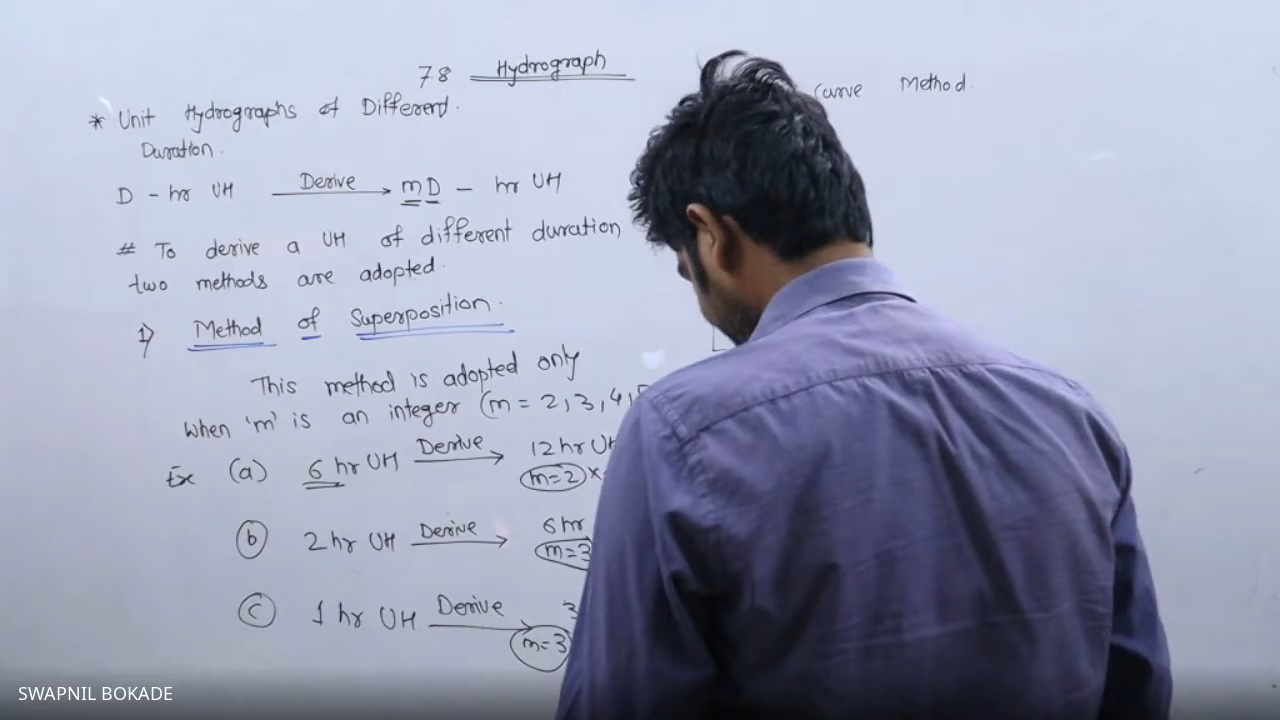 78 Hydrograph
* Unit Hydrographs of Different
Duration.
D - hr UH Derive mD - hr UH
# To derive a UH of different duration
two methods are adopted.
1) Method of Superposition.
This method is adopted only
when 'm' is an integer (m = 2, 3, 4,
Ex (a) 6 hr UH Derive 12 hr UH
m=2 x
(b) 2 hr UH Derive 6 hr
m=3
(c) 1 hr UH Derive 3
m=3
Curve Method.
SWAPNIL BOKADE